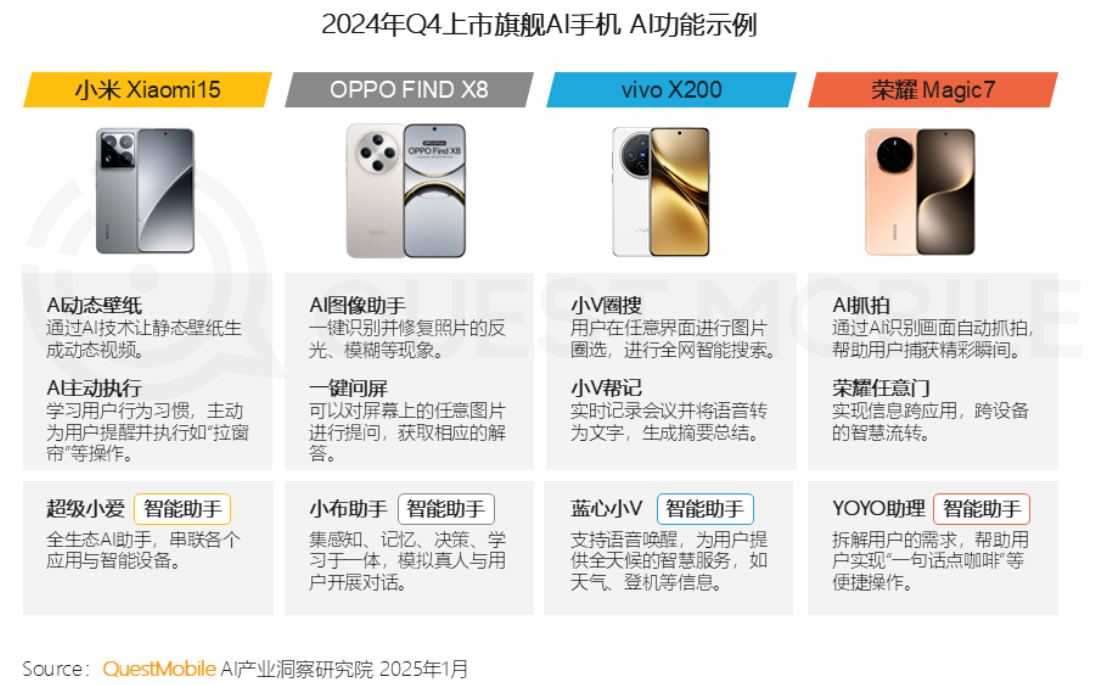 2024年Q4上市旗舰AI手机 AI功能示例
小米 Xiaomi15
OPPO FIND X8
vivo X200
荣耀 Magic7
OPPO Find X8
AI动态壁纸
通过AI技术让静态壁纸生
成动态视频。
AI主动执行
学习用户行为习惯，主动
为用户提醒并执行如“拉窗
帘”等操作。
AI图像助手
一键识别并修复照片的反
光、模糊等现象。
一键问屏
可以对屏幕上的任意图片
进行提问，获取相应的解
答。
小V圈搜
用户在任意界面进行图片
圈选，进行全网智能搜索。
小V帮记
实时记录会议并将语音转
为文字，生成摘要总结。
AI抓拍
通过AI识别画面自动抓拍，
帮助用户捕获精彩瞬间。
荣耀任意门
实现信息跨应用，跨设备
的智慧流转。
超级小爱 智能助手
全生态AI助手，串联各个
应用与智能设备。
小布助手 智能助手
集感知、记忆、决策、学
习于一体，模拟真人与用
户开展对话。
蓝心小V 智能助手
支持语音唤醒，为用户提
供全天候的智慧服务，如
天气、登机等信息。
YOYO助理 智能助手
拆解用户的需求，帮助用
户实现“一句话点咖啡”等
便捷操作。
QUEST MOBILE
Source：QuestMobile AI产业洞察研究院 2025年1月